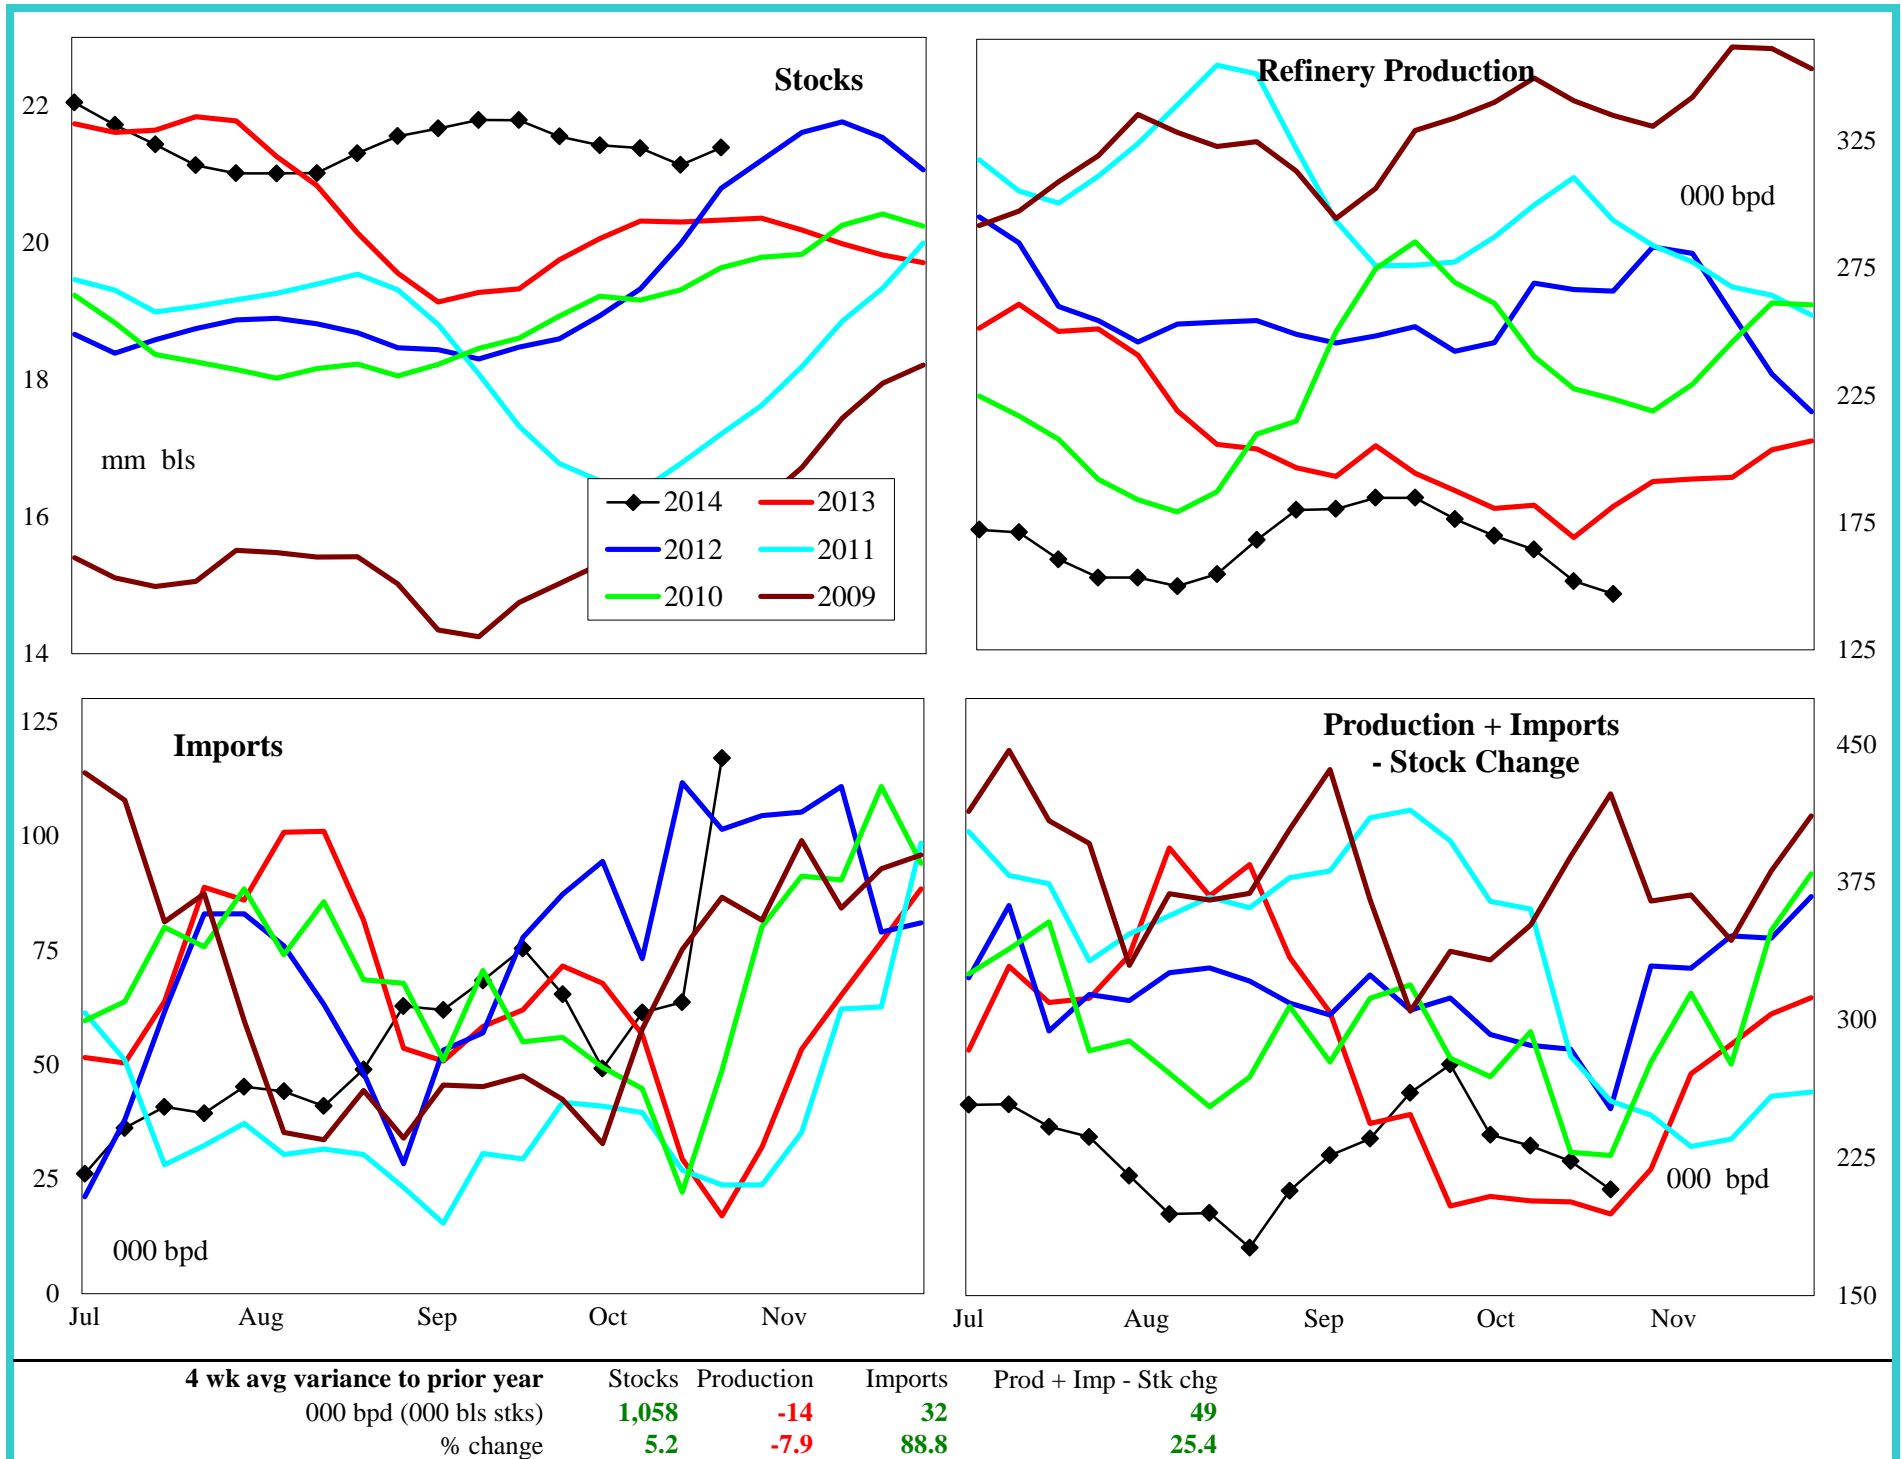 Stocks
22
20
18
16
14
mm bls
2014
2013
2012
2011
2010
2009
Refinery Production
000 bpd
325
275
225
175
125
Imports
125
100
75
50
25
0
000 bpd
Jul Aug Sep Oct Nov
Production + Imports
- Stock Change
450
375
300
225
150
000 bpd
Jul Aug Sep Oct Nov
4 wk avg variance to prior year Stocks Production Imports Prod + Imp - Stk chg
000 bpd (000 bls stks) 1,058 -14 32 49
% change 5.2 -7.9 88.8 25.4